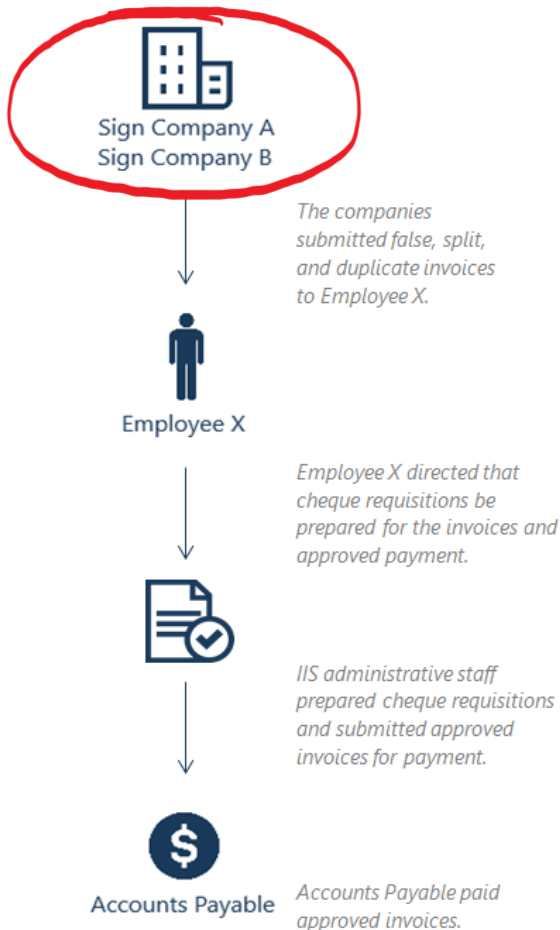 Sign Company A
Sign Company B
The companies
submitted false, split,
and duplicate invoices
to Employee X.
Employee X
Employee X directed that
cheque requisitions be
prepared for the invoices and
approved payment.
IIS administrative staff
prepared cheque requisitions
and submitted approved
invoices for payment.
$
Accounts Payable
Accounts Payable paid
approved invoices.